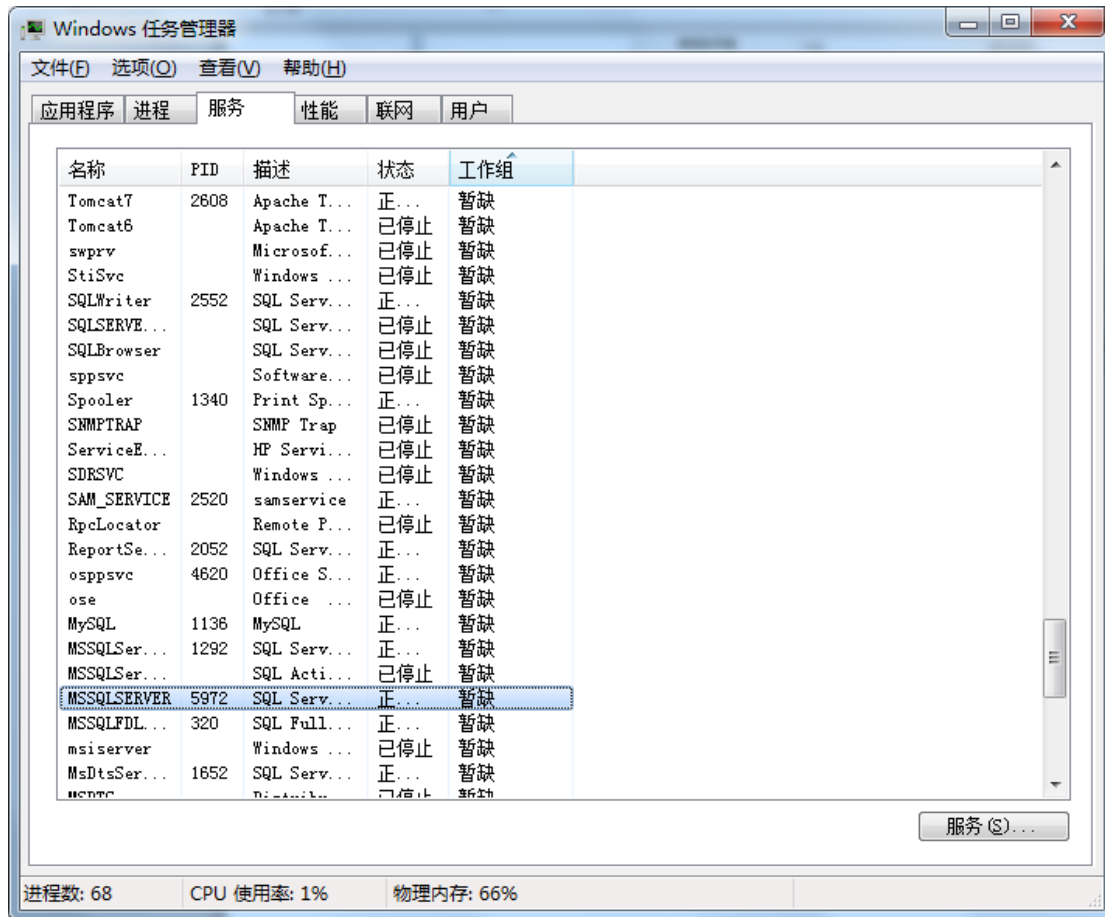 Windows 任务管理器
文件(F) 选项(O) 查看(V) 帮助(H)
应用程序 进程 服务 性能 联网 用户
名称 PID 描述 状态 工作组
Tomcat7 2608 Apache T... 正... 暂缺
Tomcat6 Apache T... 已停止 暂缺
swprv Microsof... 已停止 暂缺
StiSvc Windows ... 已停止 暂缺
SQLWriter 2552 SQL Serv... 正... 暂缺
SQLSERVE... SQL Serv... 已停止 暂缺
SQLBrowser SQL Serv... 已停止 暂缺
sppsvc Software... 已停止 暂缺
Spooler 1340 Print Sp... 正... 暂缺
SNMPTRAP SNMP Trap 已停止 暂缺
ServiceE... HP Servi... 已停止 暂缺
SDRSVC Windows ... 已停止 暂缺
SAM_SERVICE 2520 samservice 正... 暂缺
RpcLocator Remote P... 已停止 暂缺
ReportSe... 2052 SQL Serv... 正... 暂缺
osppsvc 4620 Office S... 正... 暂缺
ose Office ... 已停止 暂缺
MySQL 1136 MySQL 正... 暂缺
MSSQLSer... 1292 SQL Serv... 正... 暂缺
MSSQLSer... SQL Acti... 已停止 暂缺
MSSQLSERVER 5972 SQL Serv... 正... 暂缺
MSSQLFDL... 320 SQL Full... 正... 暂缺
msiserver Windows ... 已停止 暂缺
MsDtsSer... 1652 SQL Serv... 正... 暂缺
服务(S)...
进程数: 68 CPU 使用率: 1% 物理内存: 66%